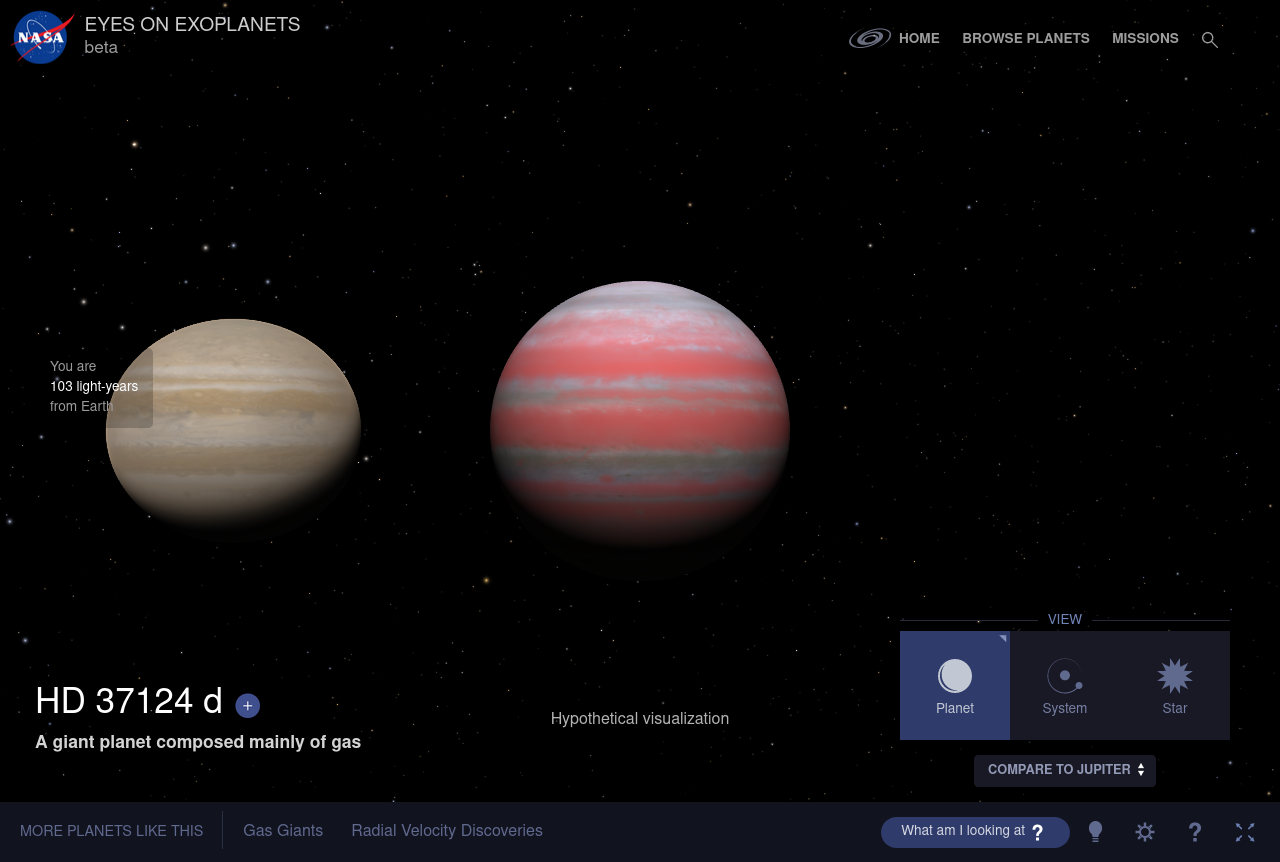 NASA
EYES ON EXOPLANETS
beta
HOME
BROWSE PLANETS
MISSIONS
You are
103 light-years
from Earth
HD 37124 d +
A giant planet composed mainly of gas
Hypothetical visualization
VIEW
Planet
System
Star
COMPARE TO JUPITER
MORE PLANETS LIKE THIS
Gas Giants
Radial Velocity Discoveries
What am I looking at ?
?